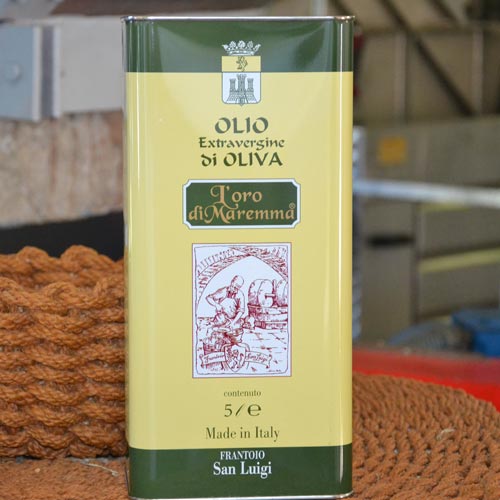 OLIO
Extravergine
di OLIVA
L'oro
di Maremma®
contenuto
5/e
Made in Italy
FRANTOIO
San Luigi